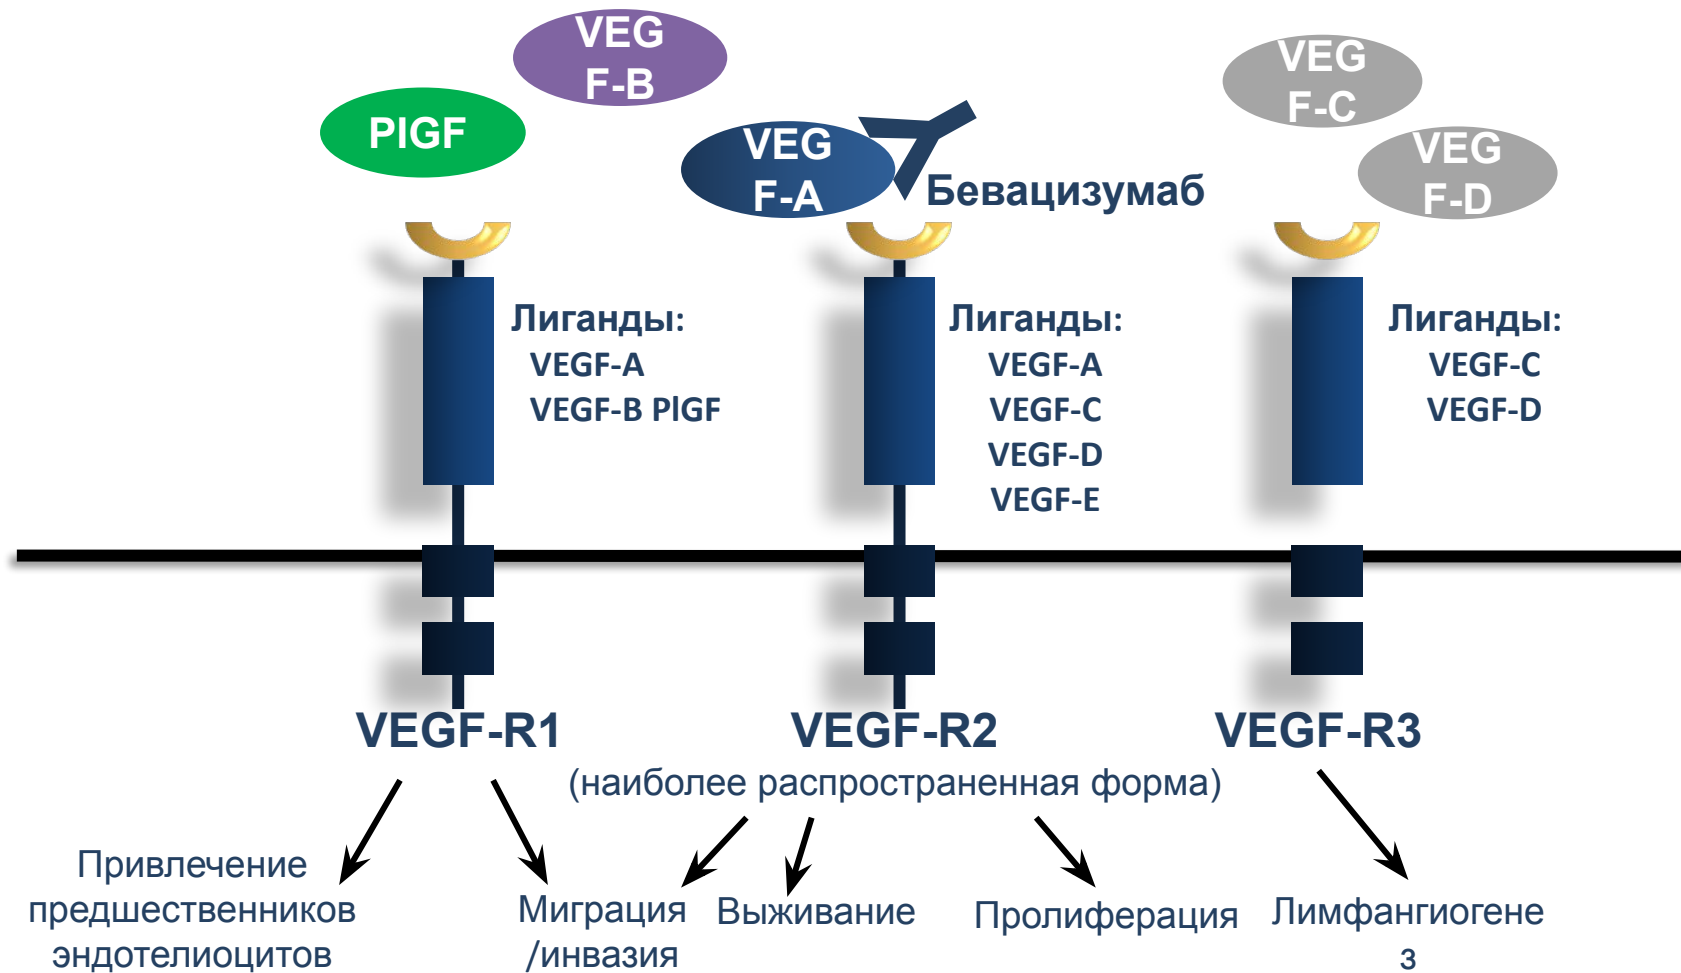 VEG
F-B
PlGF
VEG
F-A
Бевацизумаб
VEG
F-C
VEG
F-D
Лиганды:
VEGF-A
VEGF-B PlGF
Лиганды:
VEGF-A
VEGF-C
VEGF-D
VEGF-E
Лиганды:
VEGF-C
VEGF-D
VEGF-R1
VEGF-R2
(наиболее распространенная форма)
VEGF-R3
Привлечение
предшественников
эндотелиоцитов
Миграция
/инвазия
Выживание
Пролиферация
Лимфангиогене
з